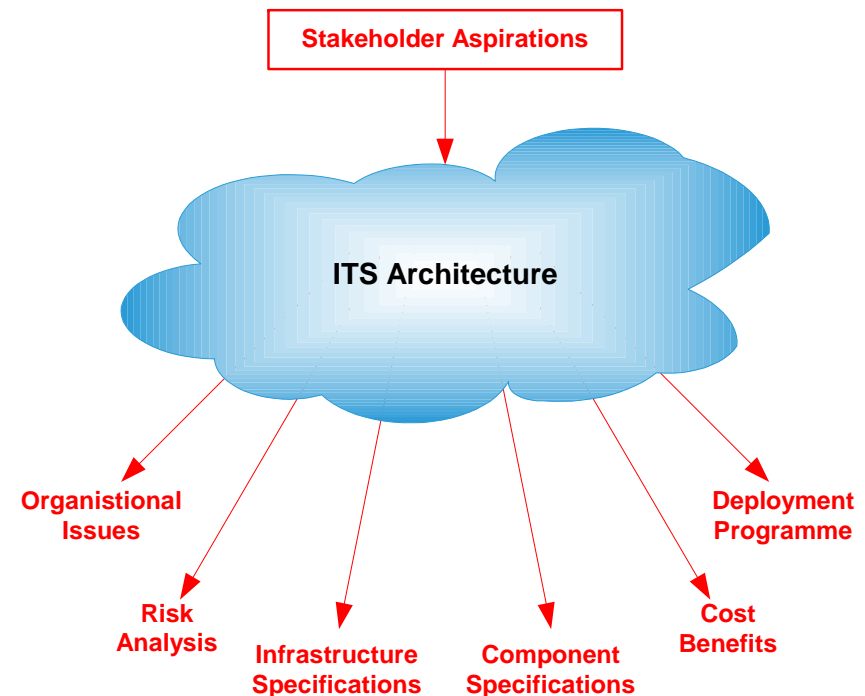 Stakeholder Aspirations
ITS Architecture
Organistional
Issues
Deployment
Programme
Risk
Analysis
Cost
Benefits
Infrastructure
Specifications
Component
Specifications